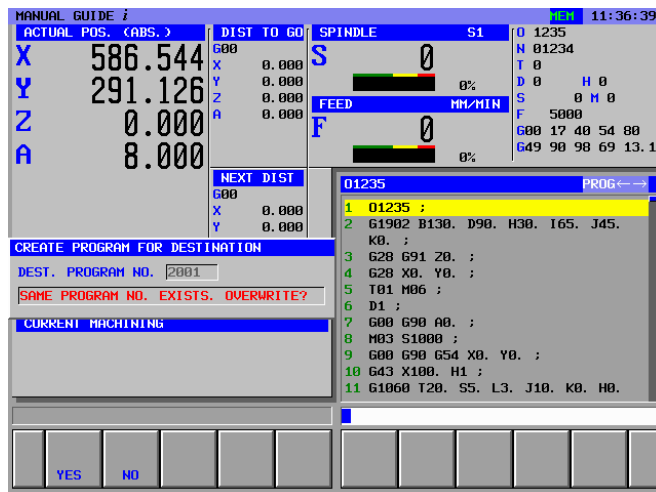 MANUAL GUIDE i MEM 11:36:39
ACTUAL POS. (ABS.)
X 586.544
Y 291.126
Z 0.000
A 8.000
DIST TO GO
G00
X 0.000
Y 0.000
Z 0.000
A 0.000
SPINDLE S1
S 0
0%
FEED MM/MIN
F 0
0%
O 1235
N 01234
T 0
D 0 H 0
S 0 M 0
F 5000
G00 17 40 54 80
G49 90 98 69 13.1
NEXT DIST
G00
X 0.000
Y 0.000
CREATE PROGRAM FOR DESTINATION
DEST. PROGRAM NO. 2001
SAME PROGRAM NO. EXISTS. OVERWRITE?
CURRENT MACHINING
O1235 PROG←→
1 O1235 ;
2 G1902 B130. D90. H30. I65. J45.
K0. ;
3 G28 G91 Z0. ;
4 G28 X0. Y0. ;
5 T01 M06 ;
6 D1 ;
7 G00 G90 A0. ;
8 M03 S1000 ;
9 G00 G90 G54 X0. Y0. ;
10 G43 X100. H1 ;
11 G1060 T20. S5. L3. J10. K0. H0.
YES NO